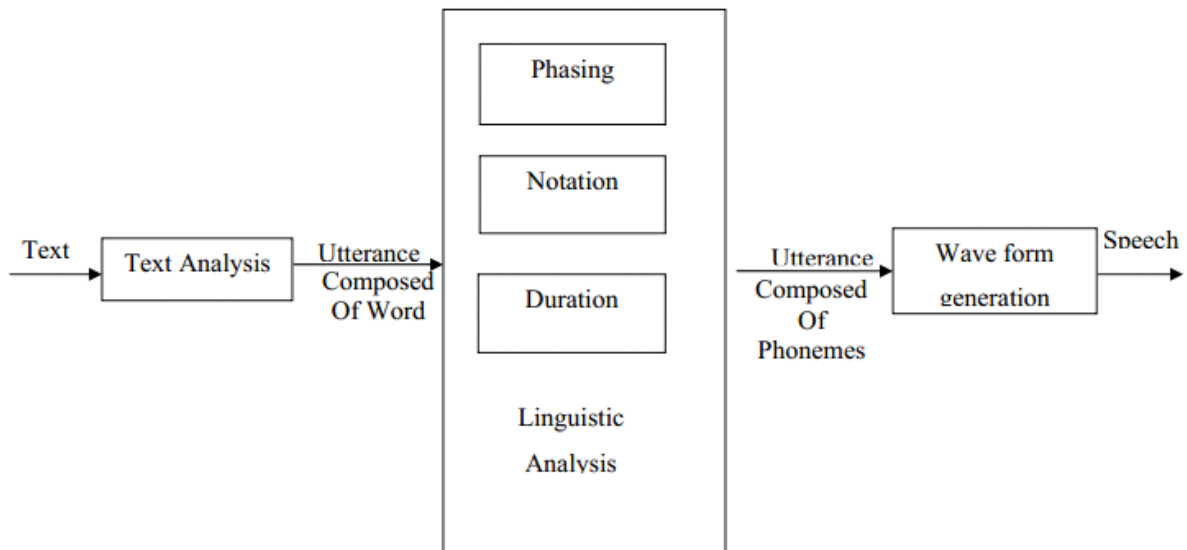 Text
Text Analysis
Utterance
Composed
Of Word
Phasing
Notation
Duration
Linguistic
Analysis
Utterance
Composed
Of
Phonemes
Wave form
generation
Speech